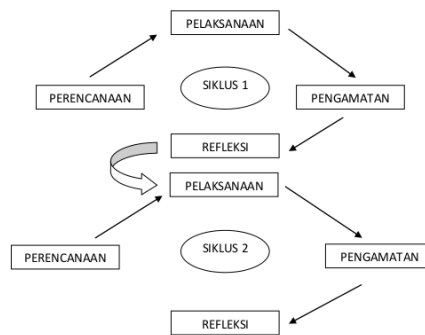 PELAKSANAAN
SIKLUS 1
PERENCANAAN
PENGAMATAN
REFLEKSI
PELAKSANAAN
SIKLUS 2
PERENCANAAN
PENGAMATAN
REFLEKSI